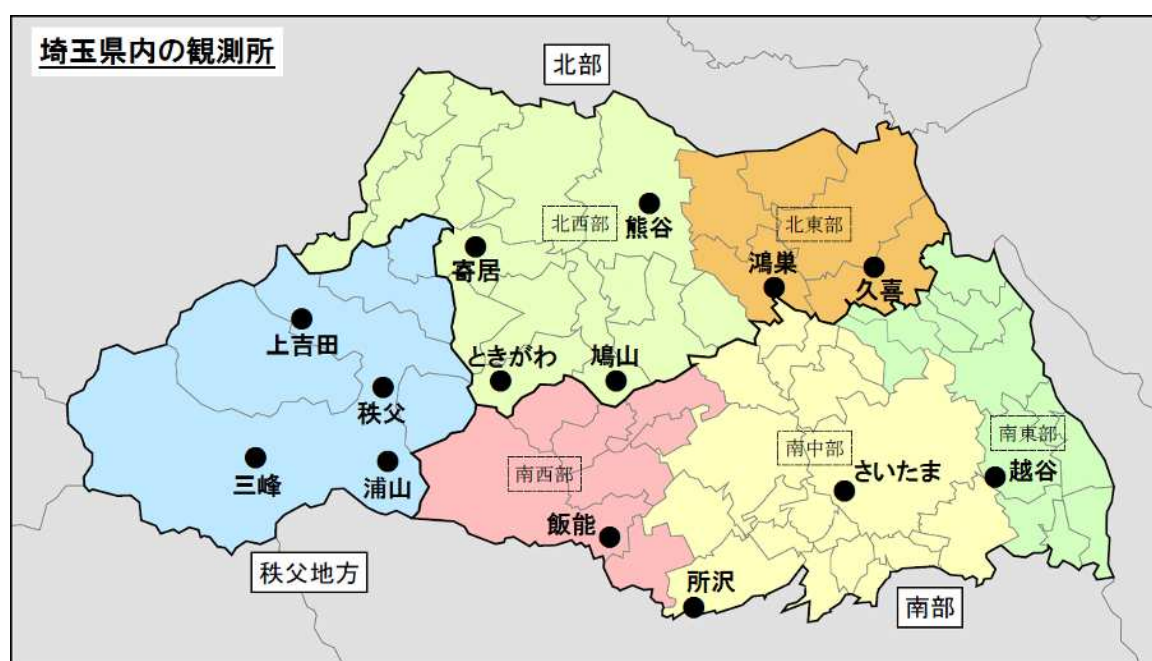 埼玉県内の観測所
北部
北西部
熊谷
北東部
寄居
鴻巣
久喜
上吉田
ときがわ
鳩山
秩父
南東部
南中部
三峰
浦山
南西部
さいたま
越谷
飯能
秩父地方
所沢
南部